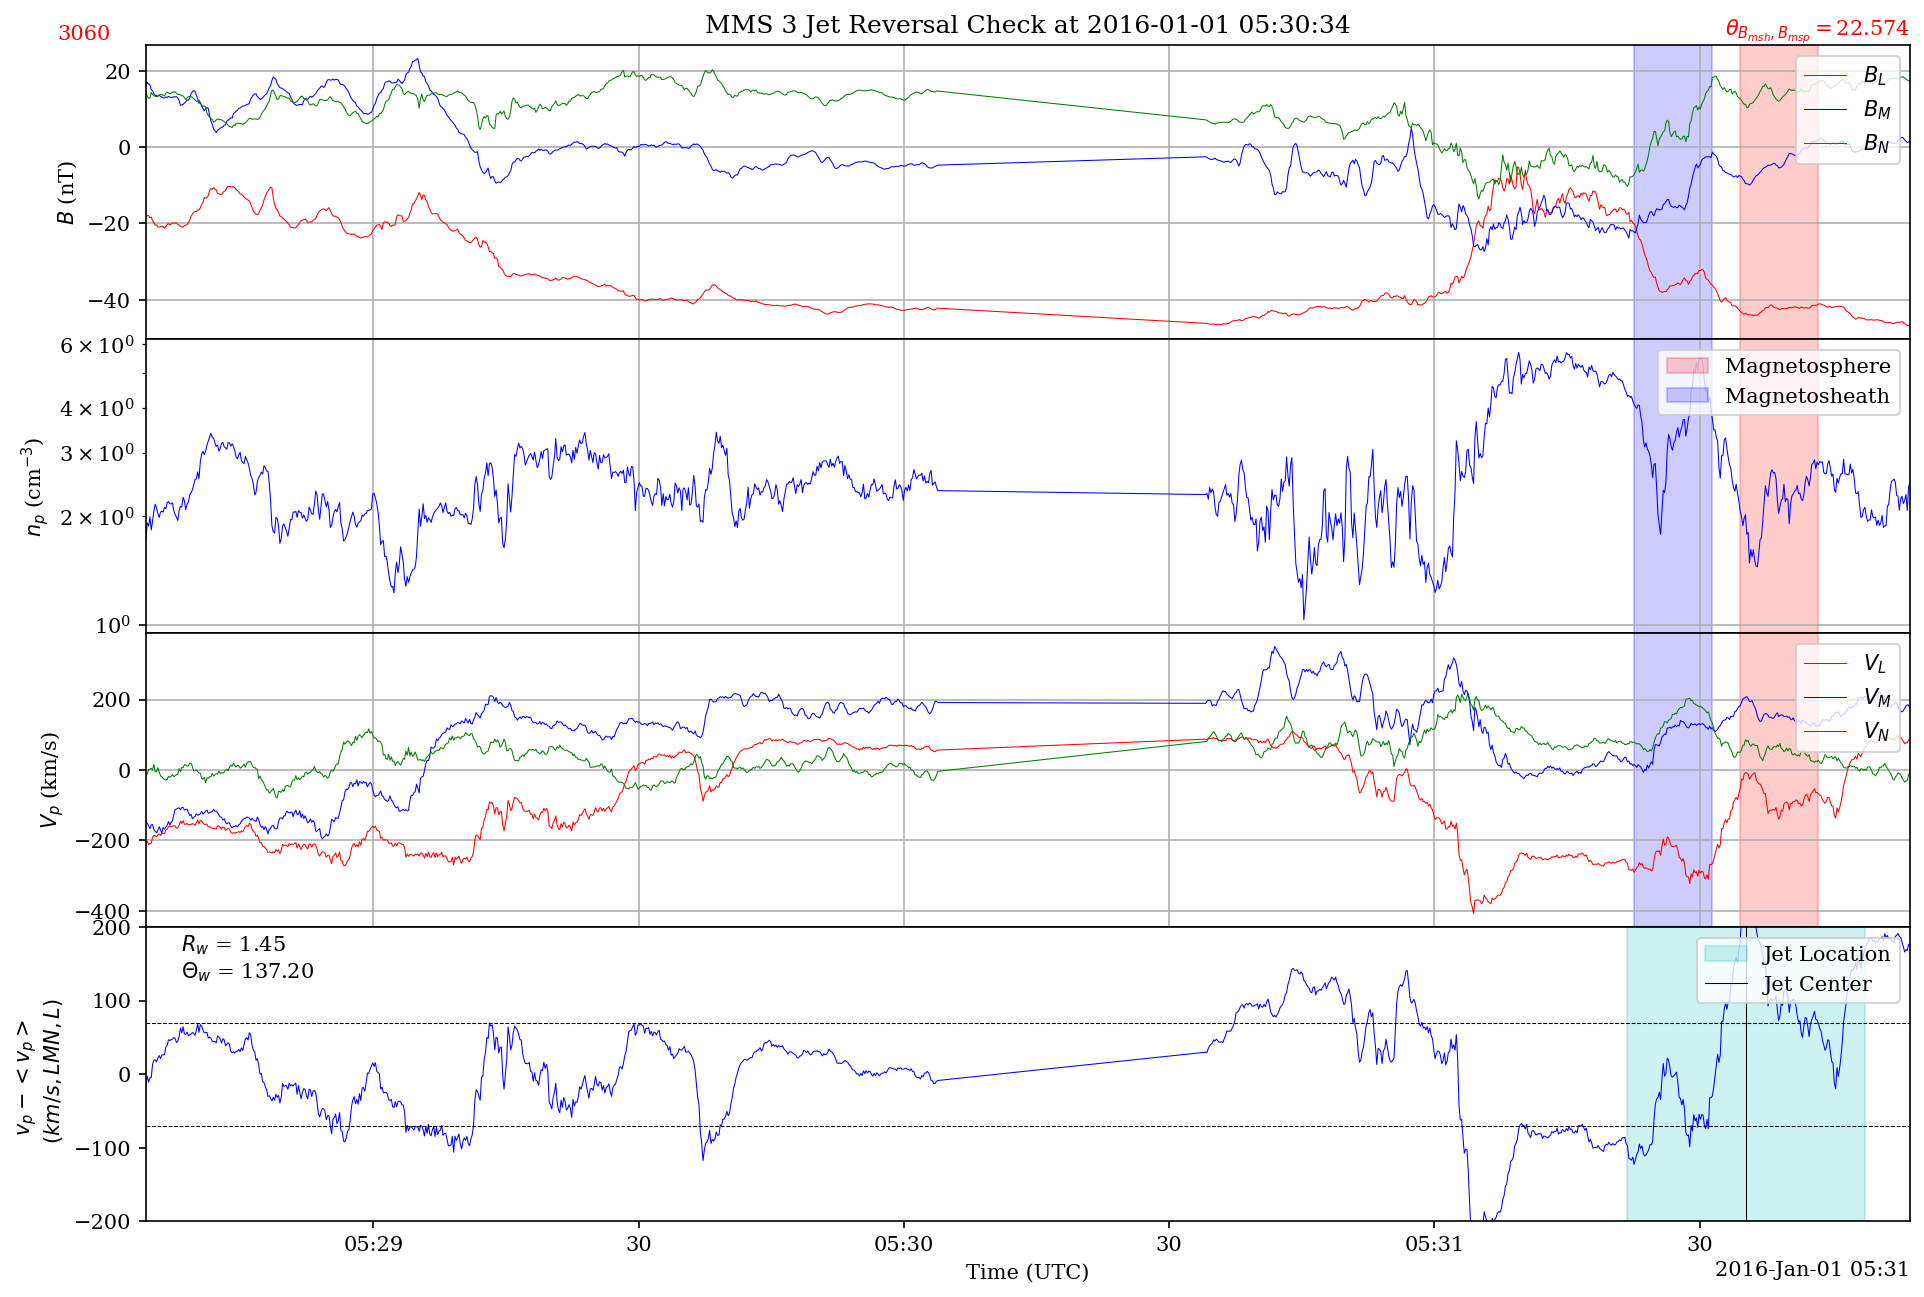 MMS 3 Jet Reversal Check at 2016-01-01 05:30:34
3060
θ_{B_{msh}, B_{msp}} = 22.574
B (nT)
20
0
−20
−40
B_L
B_M
B_N
n_p (cm^{−3})
6 × 10^0
4 × 10^0
3 × 10^0
2 × 10^0
10^0
Magnetosphere
Magnetosheath
V_p (km/s)
200
0
−200
−400
V_L
V_M
V_N
v_p − < v_p >
(km/s, LMN, L)
200
100
0
−100
−200
R_w = 1.45
Θ_w = 137.20
Jet Location
Jet Center
05:29 30 05:30 30 05:31 30
Time (UTC)
2016-Jan-01 05:31